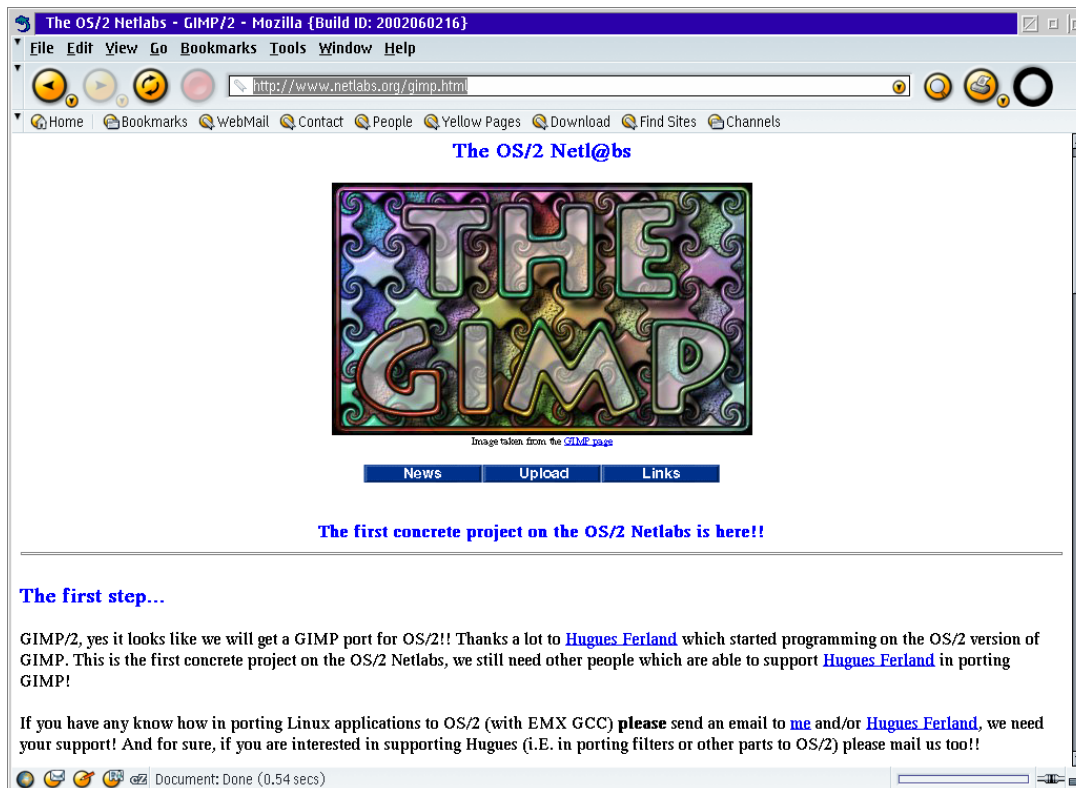 The OS/2 Netlabs - GIMP/2 - Mozilla {Build ID: 2002060216}
File Edit View Go Bookmarks Tools Window Help
http://www.netlabs.org/gimp.html
Home Bookmarks WebMail Contact People Yellow Pages Download Find Sites Channels
The OS/2 Netl@bs
THE
GIMP
Image taken from the GIMP page
News Upload Links
The first concrete project on the OS/2 Netlabs is here!!
The first step...
GIMP/2, yes it looks like we will get a GIMP port for OS/2!! Thanks a lot to Hugues Ferland which started programming on the OS/2 version of
GIMP. This is the first concrete project on the OS/2 Netlabs, we still need other people which are able to support Hugues Ferland in porting
GIMP!
If you have any know how in porting Linux applications to OS/2 (with EMX GCC) please send an email to me and/or Hugues Ferland, we need
your support! And for sure, if you are interested in supporting Hugues (i.E. in porting filters or other parts to OS/2) please mail us too!!
Document: Done (0.54 secs)